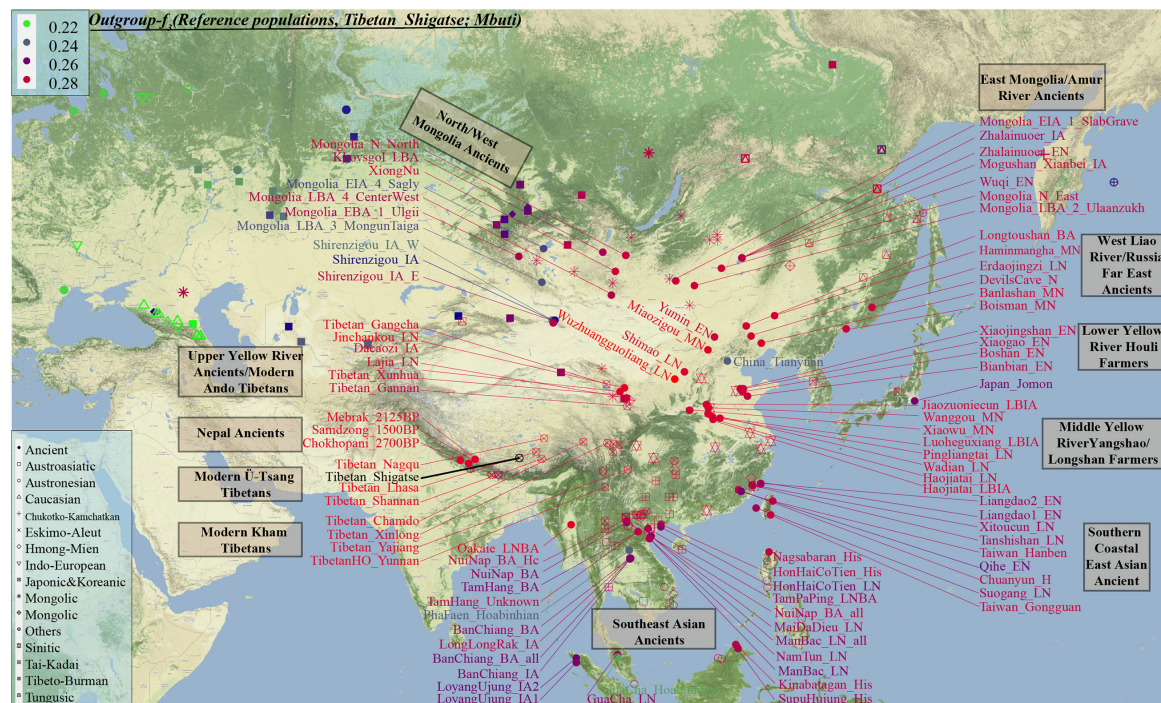 Outgroup-f3(Reference populations, Tibetan_Shigatse; Mbuti)
0.22
0.24
0.26
0.28
North/West
Mongolia Ancients
Mongolia_N_North
Khovsgol_LBA
XiongNu
Mongolia_EIA_4_Sagly
Mongolia_LBA_4_CenterWest
Mongolia_EBA_1_Ulgii
Mongolia_LBA_3_MongunTaiga
Shirenzigou_IA_W
Shirenzigou_IA
Shirenzigou_IA_E
East Mongolia/Amur
River Ancients
Mongolia_EIA_1_SlabGrave
Zhalainuoer_IA
Zhalainuoer_EN
Mogushan_Xianbei_IA
Wuqi_EN
Mongolia_N_East
Mongolia_LBA_2_Ulaanzukh
Longtoushan_BA
Haminmangha_MN
Erdaojingzi_LN
DevilsCave_N
Banlashan_MN
Boisman_MN
West Liao
River/Russia
Far East
Ancients
Yumin_EN
Miaozigou_MN
Shimao_LN
Wuzhuangguoliang_LN
China_Tianyuan
Xiaojingshan_EN
Xiaogao_EN
Boshan_EN
Bianbian_EN
Lower Yellow
River Houli
Farmers
Japan_Jomon
Upper Yellow River
Ancients/Modern
Ando Tibetans
Tibetan_Gangcha
Jinchankou_LN
Dacaozi_IA
Lajia_LN
Tibetan_Xunhua
Tibetan_Gannan
Jiaozuoniecun_LBIA
Wanggou_MN
Xiaowu_MN
Luoheguxiang_LBIA
Pingliangtai_LN
Wadian_LN
Haojiatai_LN
Haojiatai_LBIA
Middle Yellow
RiverYangshao/
Longshan Farmers
Nepal Ancients
Mebrak_2125BP
Samdzong_1500BP
Chokhopani_2700BP
Modern Ü-Tsang
Tibetans
Tibetan_Nagqu
Tibetan_Shigatse
Tibetan_Lhasa
Tibetan_Shannan
Modern Kham
Tibetans
Tibetan_Chamdo
Tibetan_Xinlong
Tibetan_Yajiang
TibetanHO_Yunnan
Liangdao2_EN
Liangdao1_EN
Xitoucun_LN
Tanshishan_LN
Taiwan_Hanben
Qihe_EN
Chuanyun_H
Suogang_LN
Taiwan_Gongguan
Southern
Coastal
East Asian
Ancient
Oakaie_LNBA
NuiNap_BA_Hc
NuiNap_BA
TamHang_BA
TamHang_Unknown
PhaFaen_Hoabinhian
BanChiang_BA
LongLongRak_IA
BanChiang_BA_all
BanChiang_IA
LoyangUjung_IA2
LoyangUjung_IA1
Southeast Asian
Ancients
Nagsabaran_His
HonHaiCoTien_His
HonHaiCoTien_LN
TamPaPing_LNBA
NuiNap_BA_all
MaiDaDieu_LN
ManBac_LN_all
NamTun_LN
ManBac_LN
Kinabatagan_His
SupuHujung_His
GuaCha_LN
Ancient
Austroasiatic
Austronesian
Caucasian
Chukotko-Kamchatkan
Eskimo-Aleut
Hmong-Mien
Indo-European
Japonic&Koreanic
Mongolic
Mongolic
Others
Sinitic
Tai-Kadai
Tibeto-Burman
Tungusic